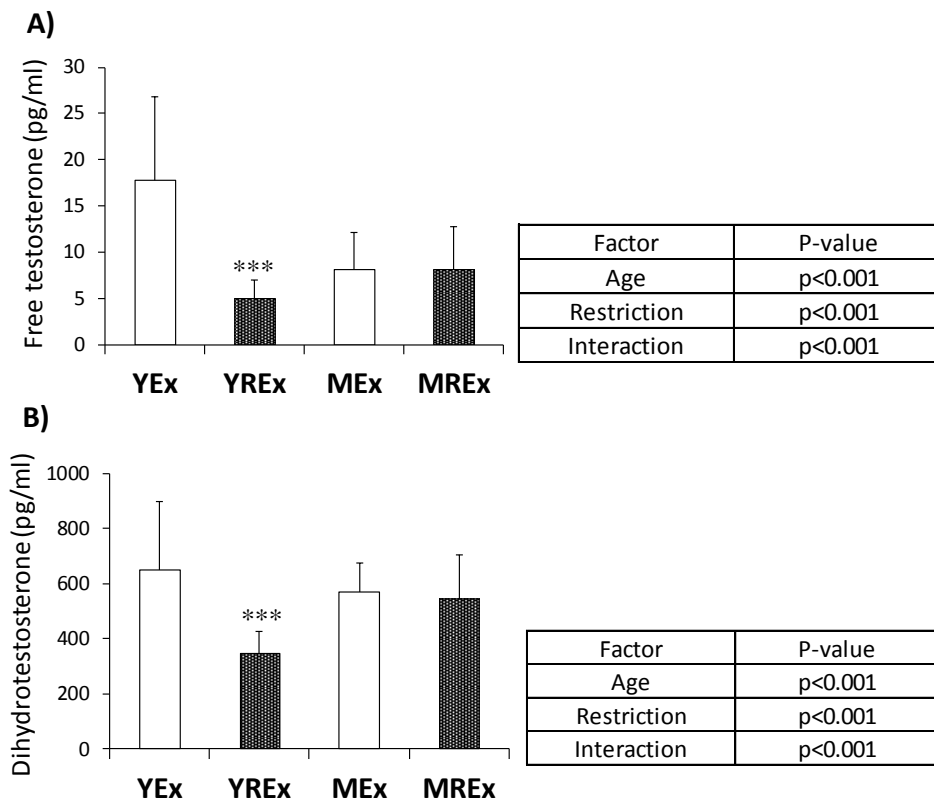 A)
Free testosterone (pg/ml)
30
25
20
15
10
5
0
***
YEx YREx MEx MREx
Factor P-value
Age p<0.001
Restriction p<0.001
Interaction p<0.001
B)
Dihydrotestosterone (pg/ml)
1000
800
600
400
200
0
***
YEx YREx MEx MREx
Factor P-value
Age p<0.001
Restriction p<0.001
Interaction p<0.001